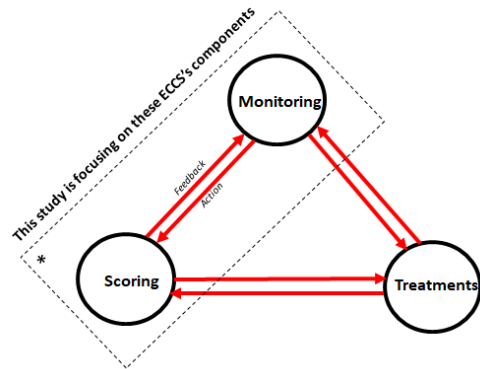 This study is focusing on these ECCS's components
Monitoring
Feedback
Action
*
Scoring
Treatments